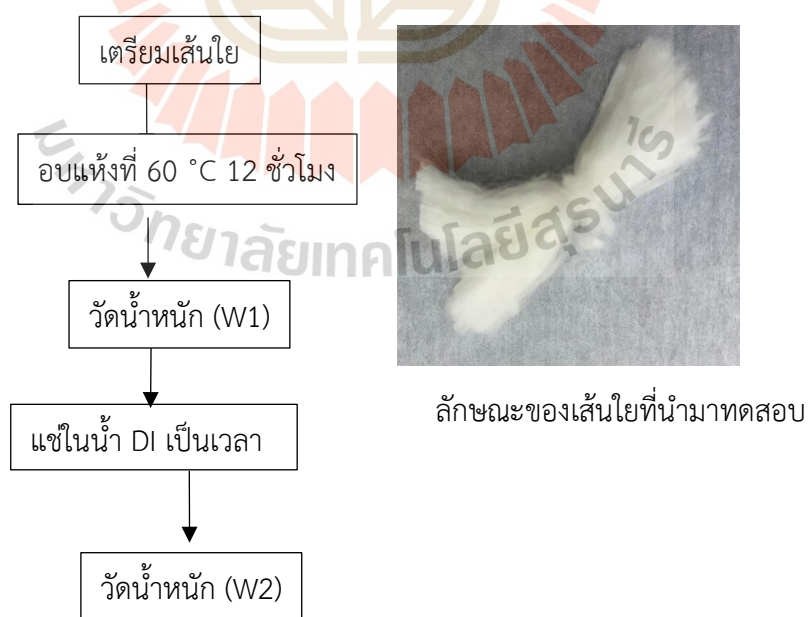 เตรียมเส้นใย
อบแห้งที่ 60 °C 12 ชั่วโมง
วัดน้ำหนัก (W1)
แช่ในน้ำ DI เป็นเวลา
วัดน้ำหนัก (W2)
ลักษณะของเส้นใยที่นำมาทดสอบ
มหาวิทยาลัยเทคโนโลยีสุรนารี